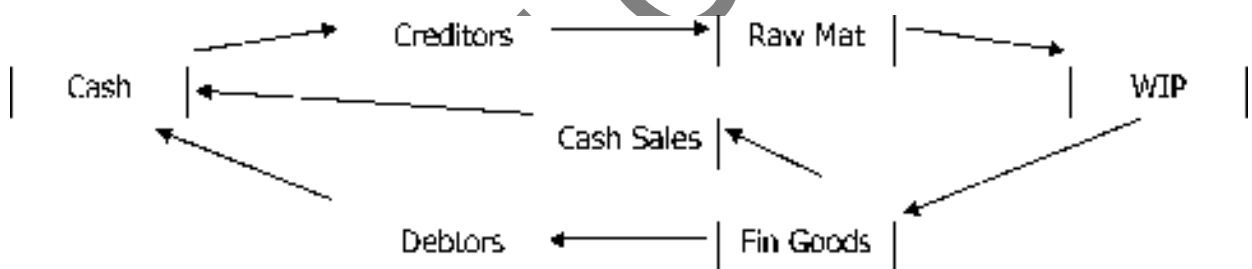 Creditors
Raw Mat
Cash
WIP
Cash Sales
Debtors
Fin Goods